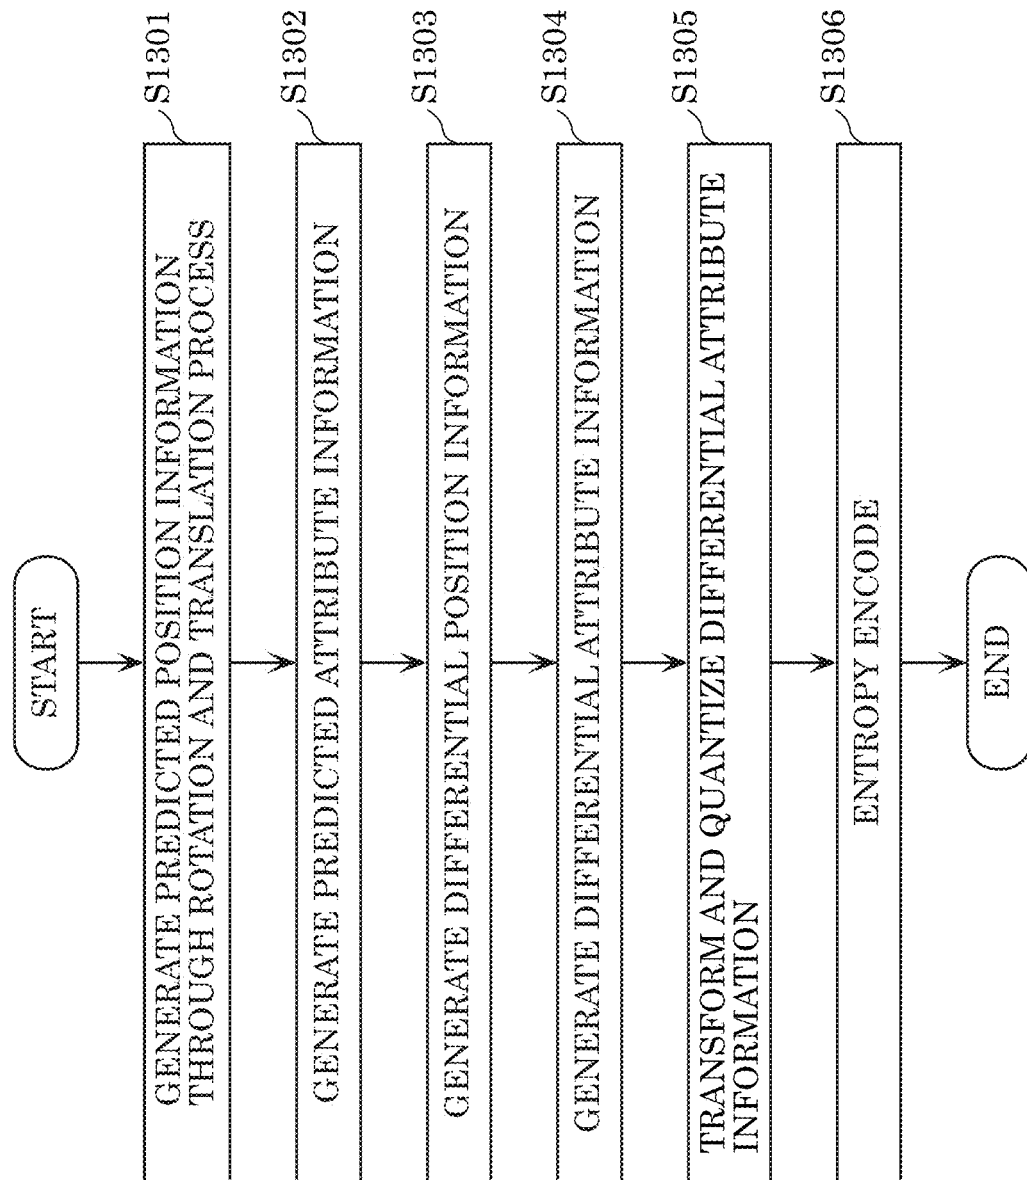 START
GENERATE PREDICTED POSITION INFORMATION
THROUGH ROTATION AND TRANSLATION PROCESS
S1301
GENERATE PREDICTED ATTRIBUTE INFORMATION
S1302
GENERATE DIFFERENTIAL POSITION INFORMATION
S1303
GENERATE DIFFERENTIAL ATTRIBUTE INFORMATION
S1304
TRANSFORM AND QUANTIZE DIFFERENTIAL ATTRIBUTE
INFORMATION
S1305
ENTROPY ENCODE
S1306
END